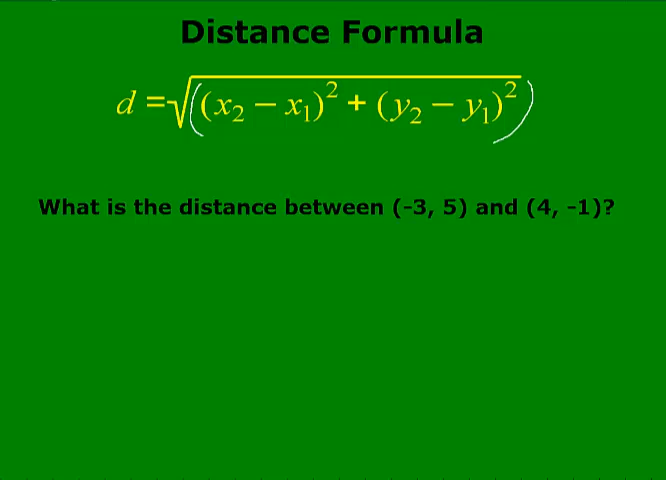 Distance Formula
d = √((x₂ − x₁)² + (y₂ − y₁)²)
What is the distance between (-3, 5) and (4, -1)?